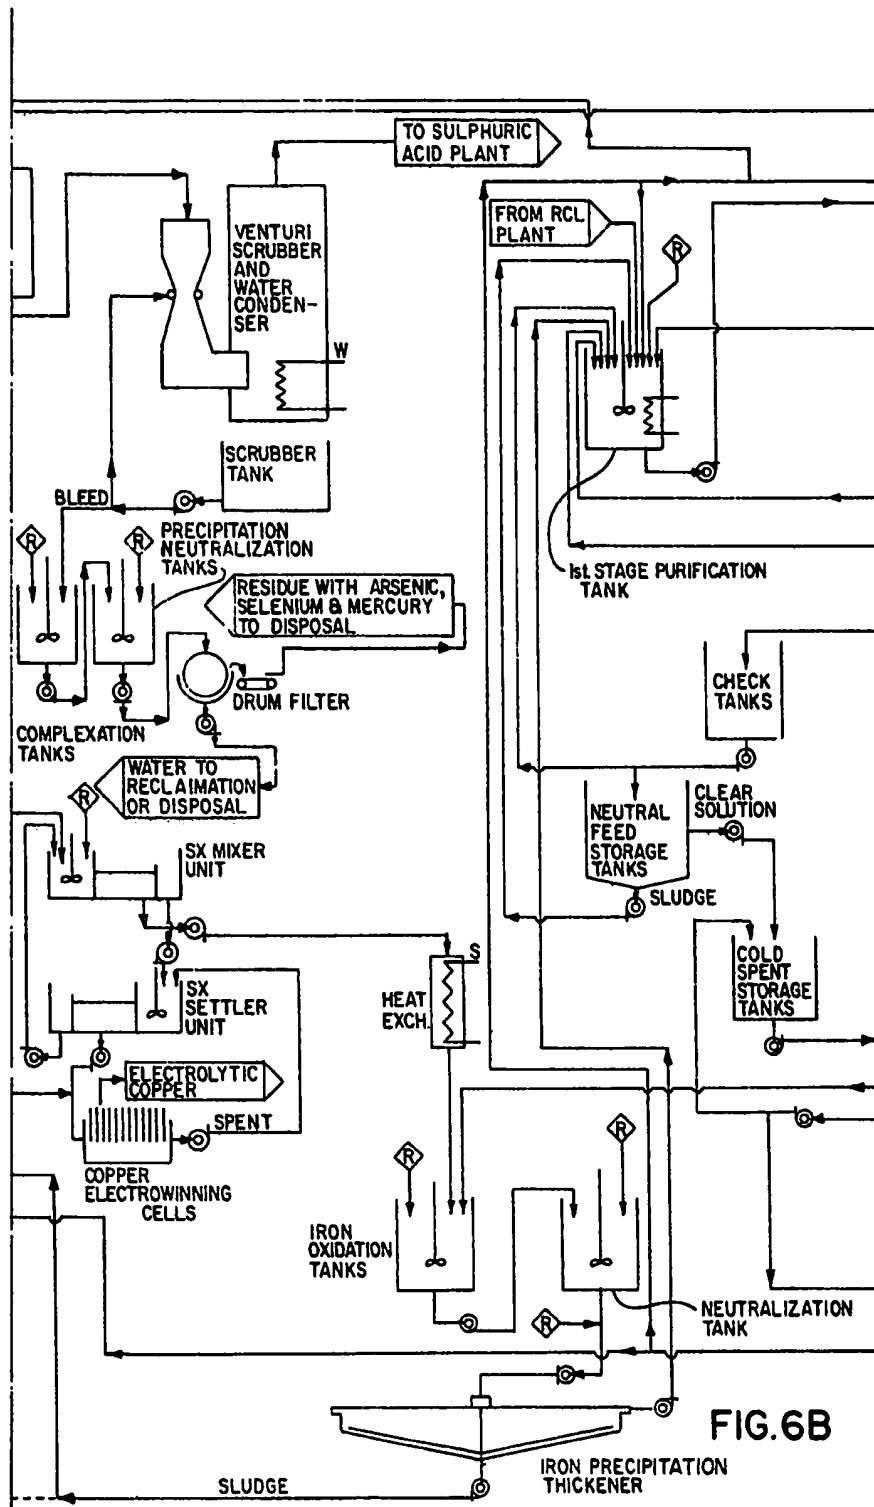 TO SULPHURIC
ACID PLANT
FROM RCL
PLANT
R
VENTURI
SCRUBBER
AND
WATER
CONDEN-
SER
W
SCRUBBER
TANK
BLEED
R
R
PRECIPITATION
NEUTRALIZATION
TANKS
RESIDUE WITH ARSENIC,
SELENIUM & MERCURY
TO DISPOSAL
1st. STAGE PURIFICATION
TANK
DRUM FILTER
COMPLEXATION
TANKS
CHECK
TANKS
WATER TO
RECLAIMATION
OR DISPOSAL
R
NEUTRAL
FEED
STORAGE
TANKS
CLEAR
SOLUTION
SX MIXER
UNIT
SLUDGE
S
HEAT
EXCH.
COLD
SPENT
STORAGE
TANKS
SX
SETTLER
UNIT
ELECTROLYTIC
COPPER
SPENT
COPPER
ELECTROWINNING
CELLS
R
R
IRON
OXIDATION
TANKS
R
NEUTRALIZATION
TANK
FIG. 6B
IRON PRECIPITATION
THICKENER
SLUDGE